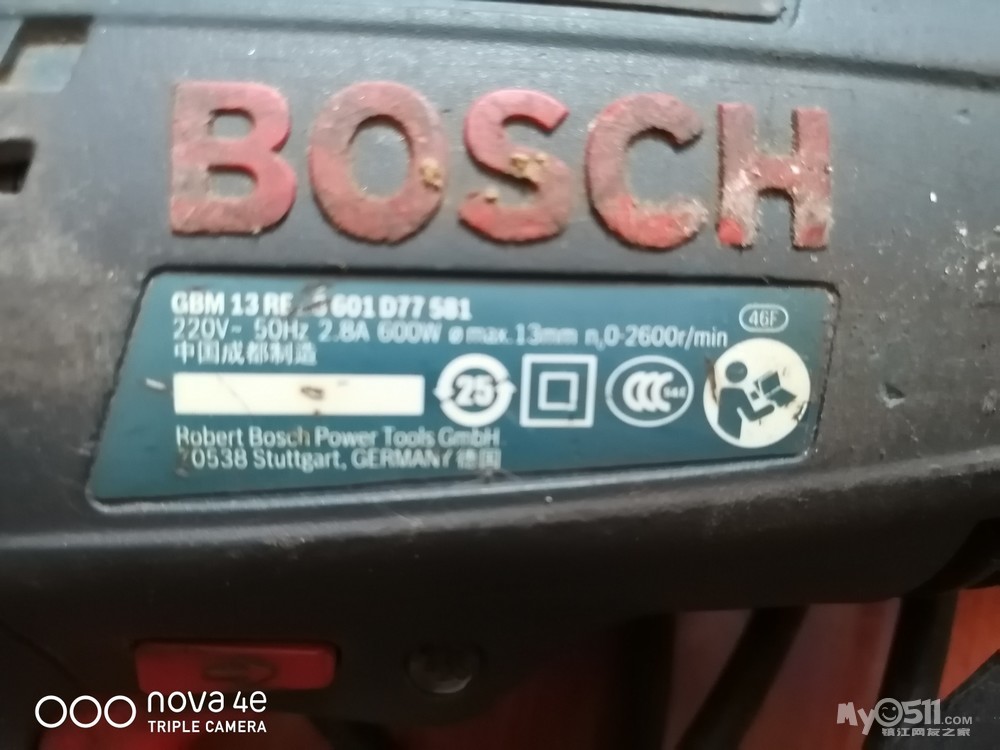 BOSCH
GBM 13 RE 601 D77 581
220V~ 50Hz 2.8A 600W ø max. 13mm n₀0-2600r/min
46F
中国成都制造
25
CCC
Robert Bosch Power Tools GmbH
70538 Stuttgart, GERMANY 德国
nova 4e
TRIPLE CAMERA
My0511.COM
镇江网友之家